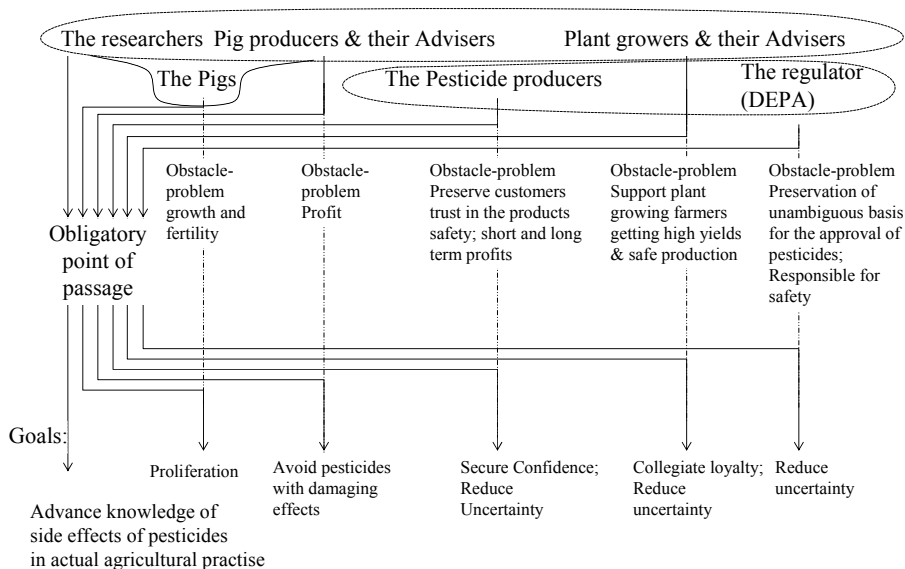 The researchers Pig producers & their Advisers Plant growers & their Advisers
The Pigs
The Pesticide producers
The regulator
(DEPA)
Obstacle-
problem
growth and
fertility
Obstacle-
problem
Profit
Obstacle-problem
Preserve customers
trust in the products
safety; short and long
term profits
Obstacle-problem
Support plant
growing farmers
getting high yields
& safe production
Obstacle-problem
Preservation of
unambiguous basis
for the approval of
pesticides;
Responsible for
safety
Obligatory
point of
passage
Goals:
Advance knowledge of
side effects of pesticides
in actual agricultural practise
Proliferation
Avoid pesticides
with damaging
effects
Secure Confidence;
Reduce
Uncertainty
Collegiate loyalty;
Reduce
uncertainty
Reduce
uncertainty